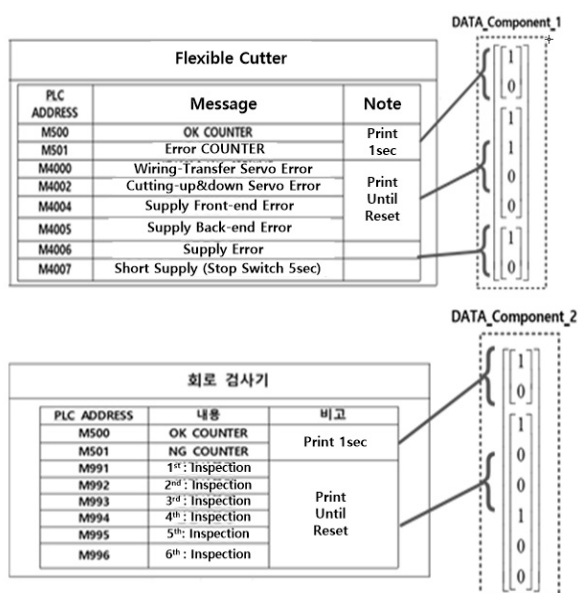 DATA_Component_1
Flexible Cutter
PLC ADDRESS Message Note
M500 OK COUNTER Print 1sec
M501 Error COUNTER
M4000 Wiring-Transfer Servo Error Print Until Reset
M4002 Cutting-up&down Servo Error
M4004 Supply Front-end Error
M4005 Supply Back-end Error
M4006 Supply Error
M4007 Short Supply (Stop Switch 5sec)
1
0
1
1
0
0
1
0
DATA_Component_2
회로 검사기
PLC ADDRESS 내용 비고
M500 OK COUNTER Print 1sec
M501 NG COUNTER
M991 1st : Inspection Print Until Reset
M992 2nd : Inspection
M993 3rd : Inspection
M994 4th : Inspection
M995 5th: Inspection
M996 6th : Inspection
1
0
1
0
0
1
0
0